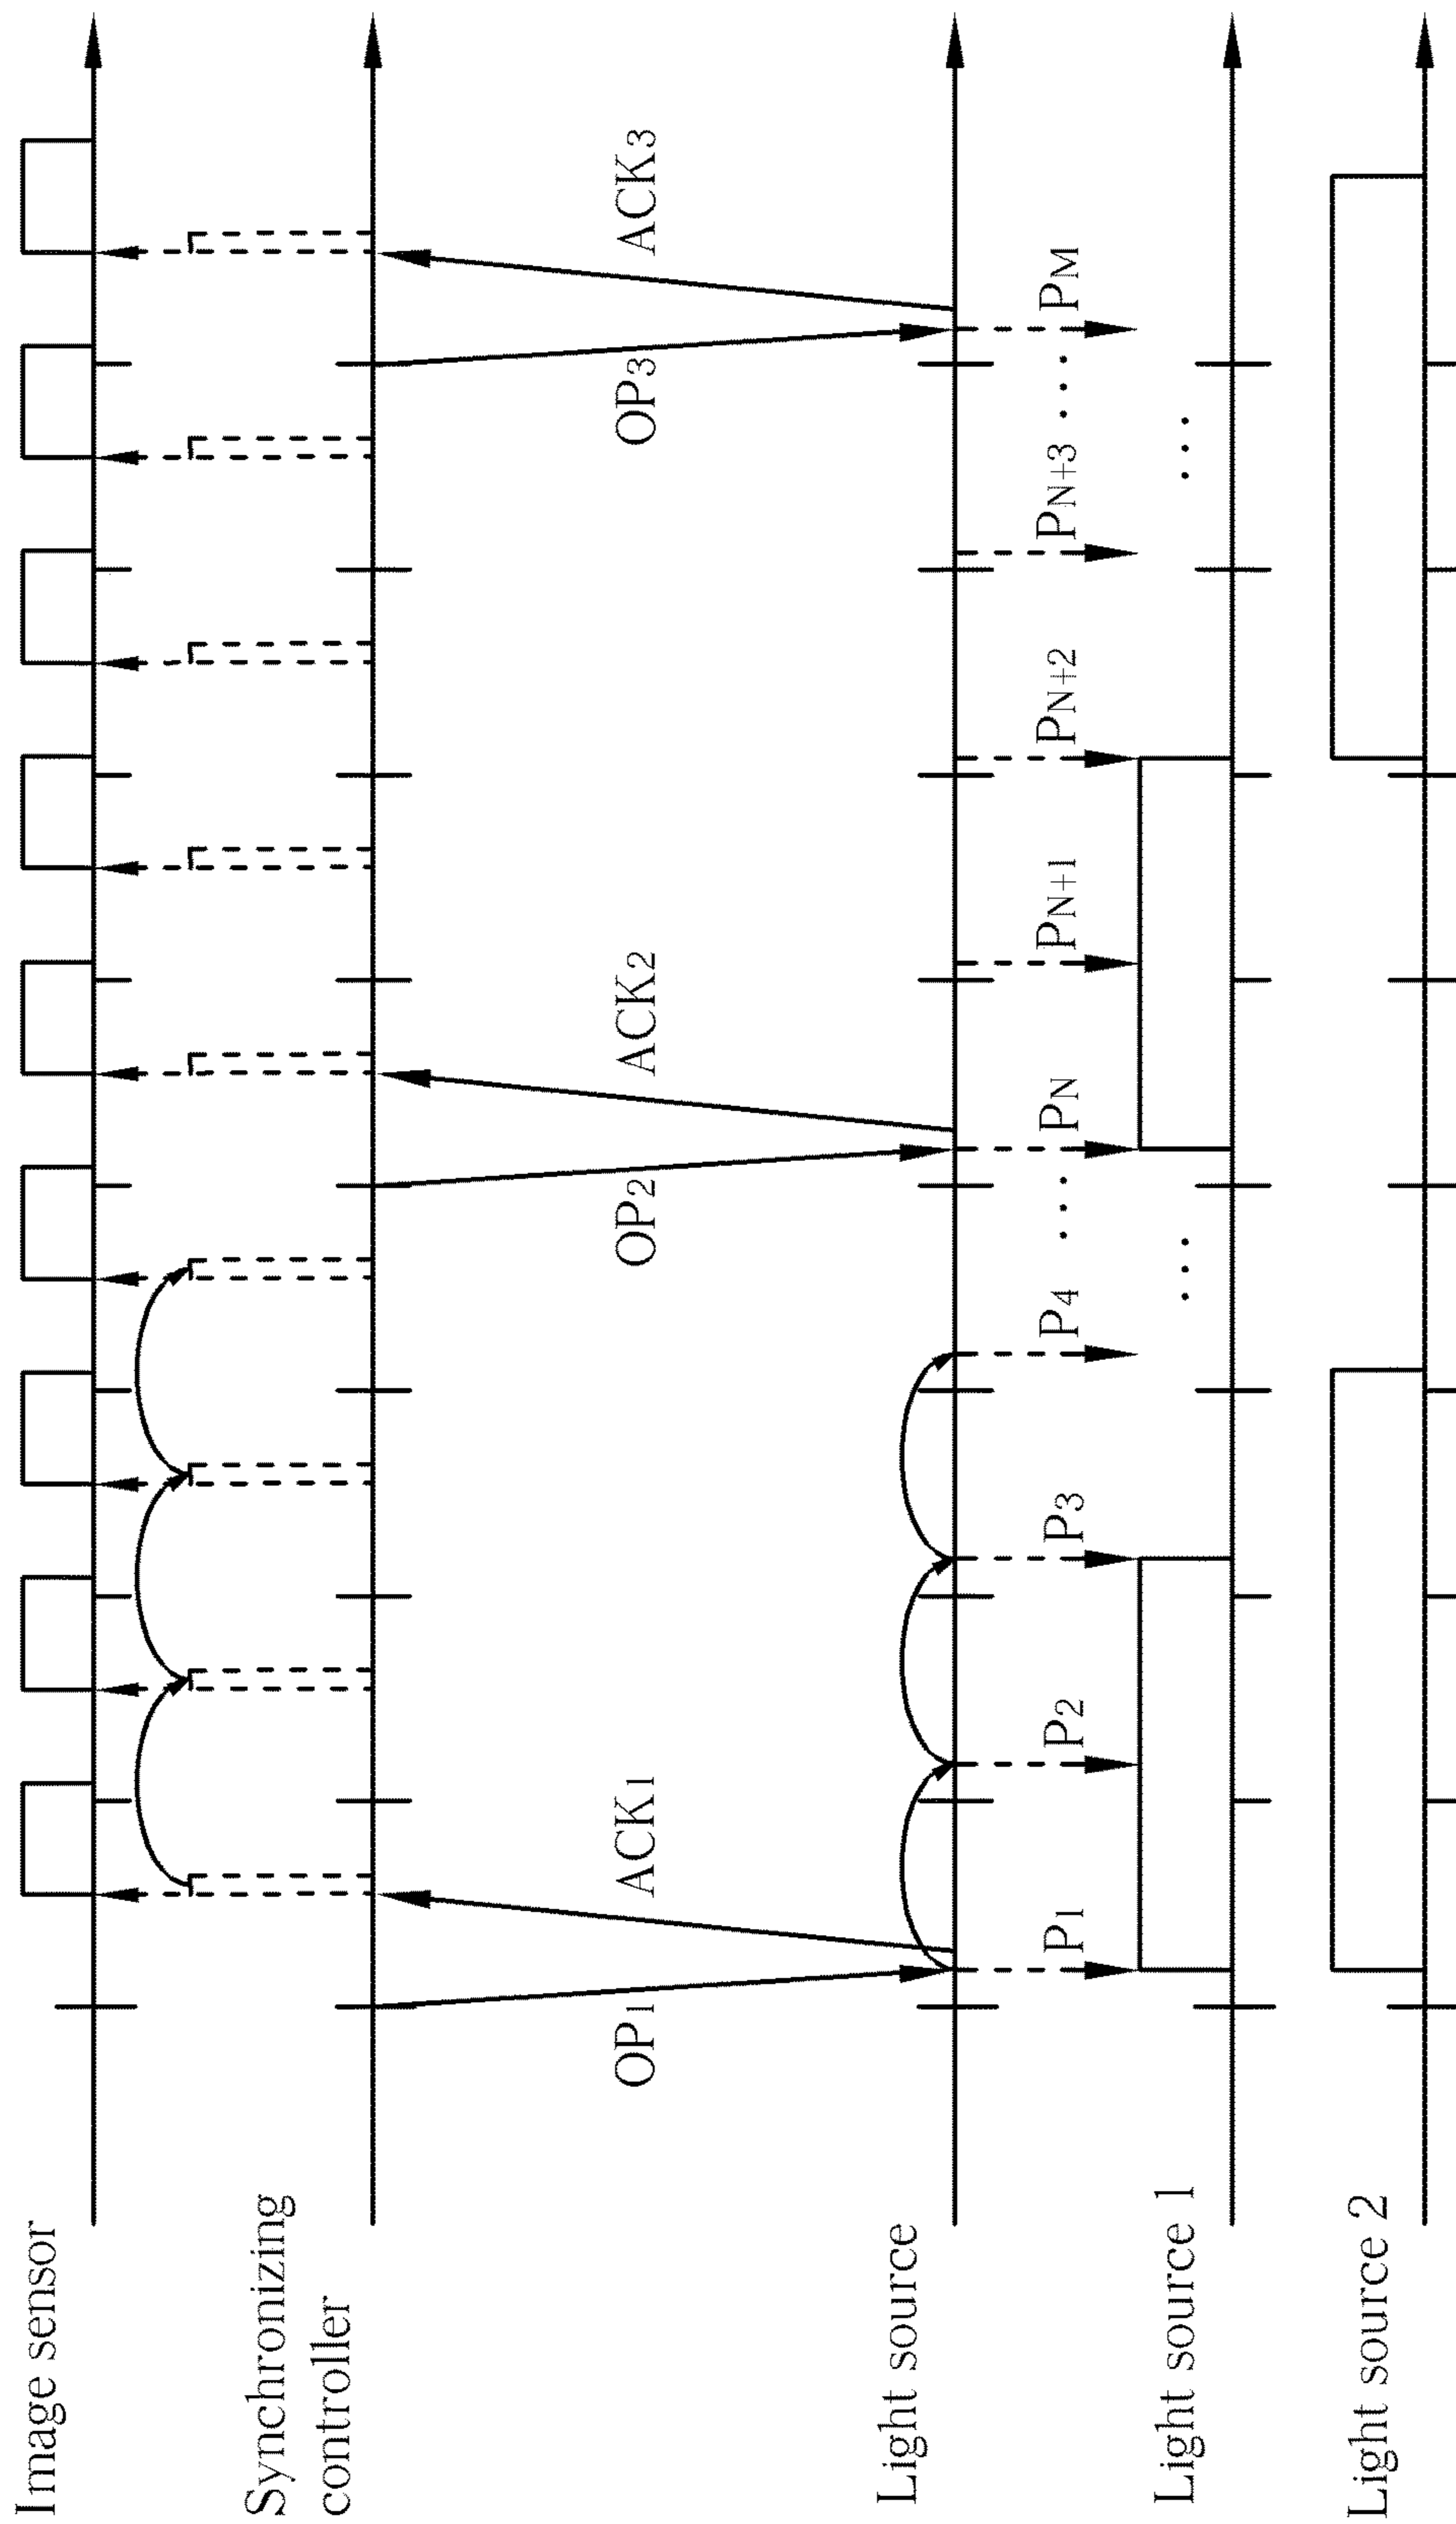 Image sensor
Synchronizing
controller
OP1
ACK1
OP2
ACK2
OP3
ACK3
Light source
P1
P2
P3
P4
...
PN
PN+1
PN+2
PN+3
...
PM
Light source 1
...
...
Light source 2